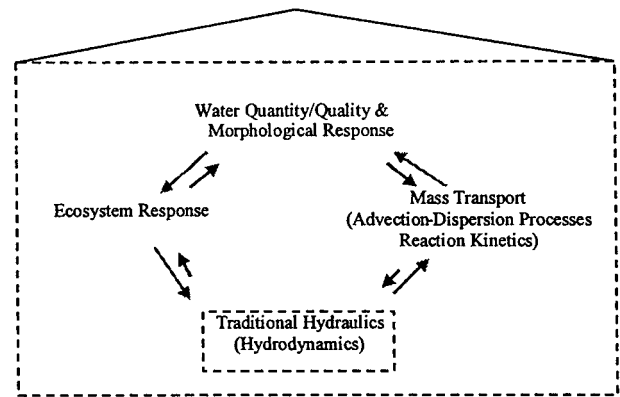 Water Quantity/Quality &
Morphological Response
Ecosystem Response
Mass Transport
(Advection-Dispersion Processes
Reaction Kinetics)
Traditional Hydraulics
(Hydrodynamics)